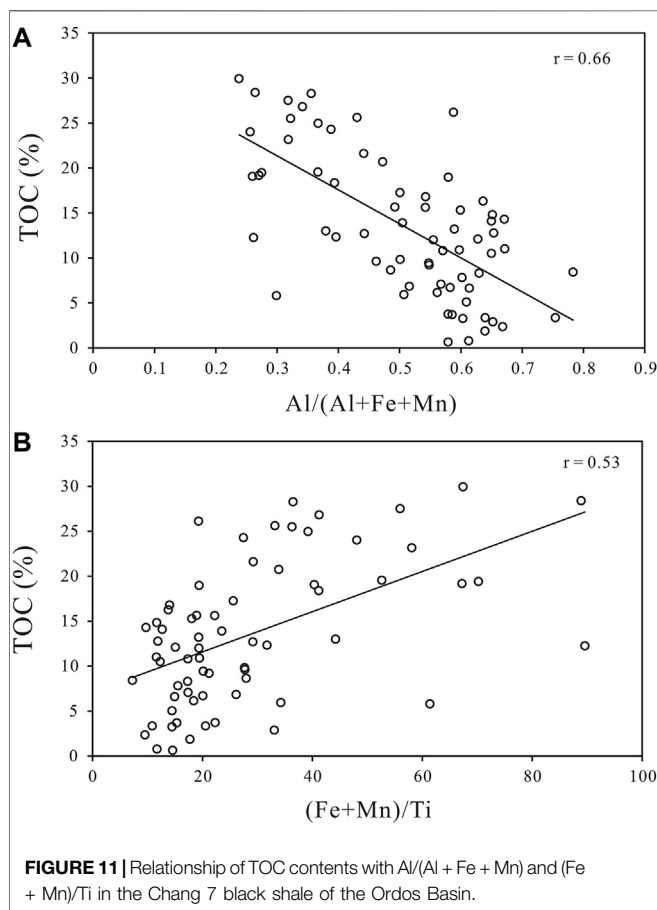 A
r = 0.66
TOC (%)
35
30
25
20
15
10
5
0
0 0.1 0.2 0.3 0.4 0.5 0.6 0.7 0.8 0.9
Al/(Al+Fe+Mn)
B
r = 0.53
TOC (%)
35
30
25
20
15
10
5
0
0 20 40 60 80 100
(Fe+Mn)/Ti
FIGURE 11 | Relationship of TOC contents with Al/(Al + Fe + Mn) and (Fe
+ Mn)/Ti in the Chang 7 black shale of the Ordos Basin.